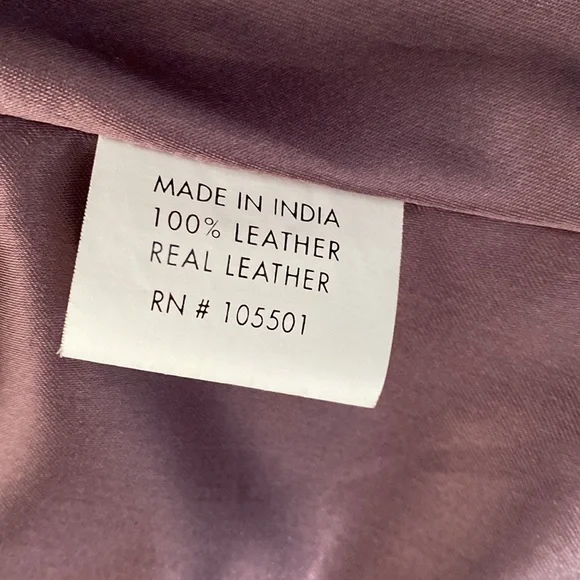 MADE IN INDIA
100% LEATHER
REAL LEATHER
RN # 105501